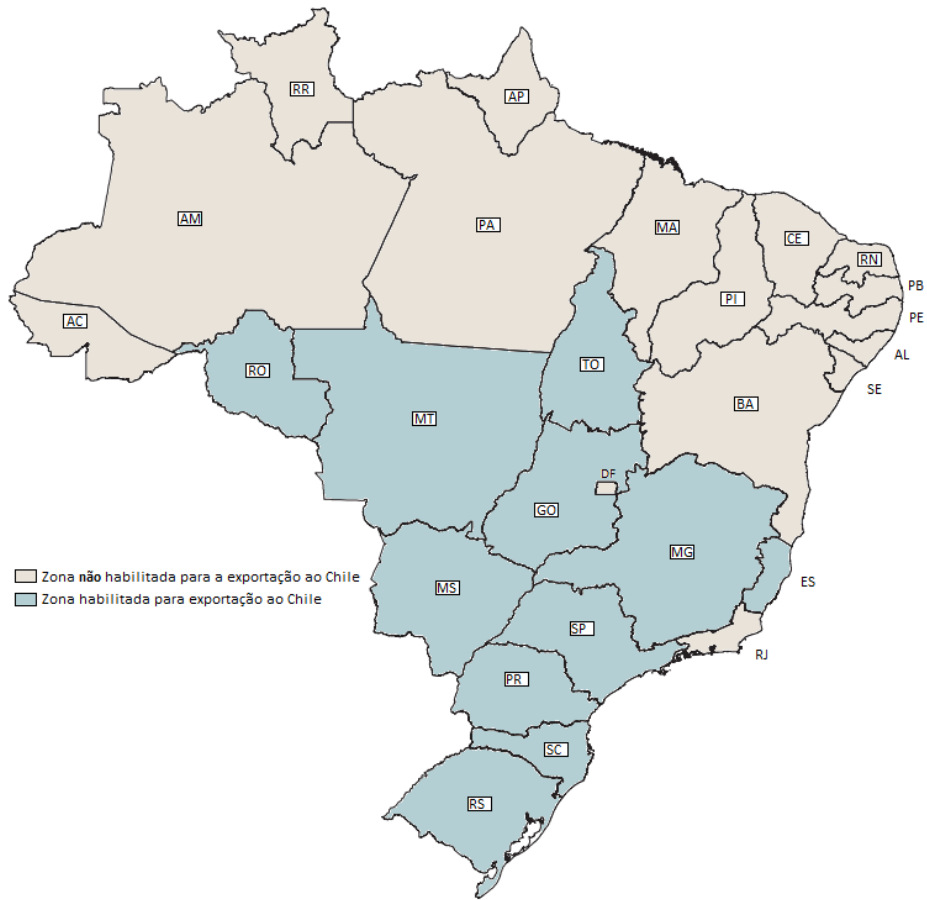 RR
AP
AM
PA
MA
CE
RN
PB
PI
PE
AC
AL
RO
TO
SE
BA
MT
DF
GO
MG
Zona não habilitada para a exportação ao Chile
ES
MS
Zona habilitada para exportação ao Chile
SP
RJ
PR
SC
RS